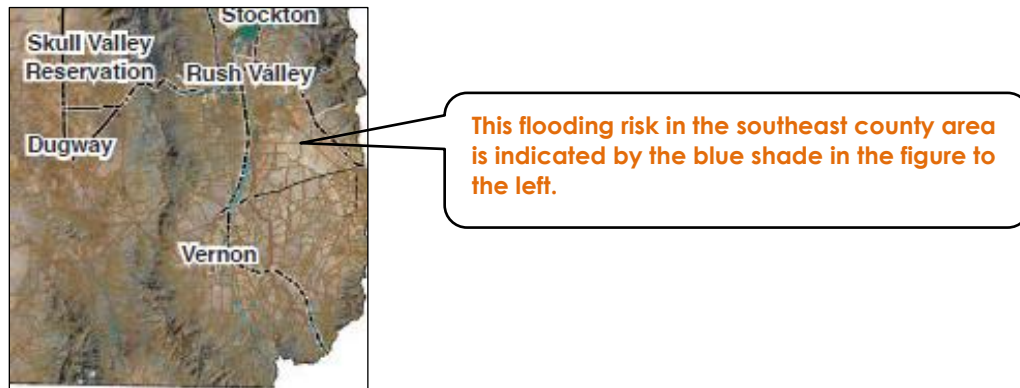 Stockton
Skull Valley
Reservation
Rush Valley
Dugway
Vernon
This flooding risk in the southeast county area
is indicated by the blue shade in the figure to
the left.